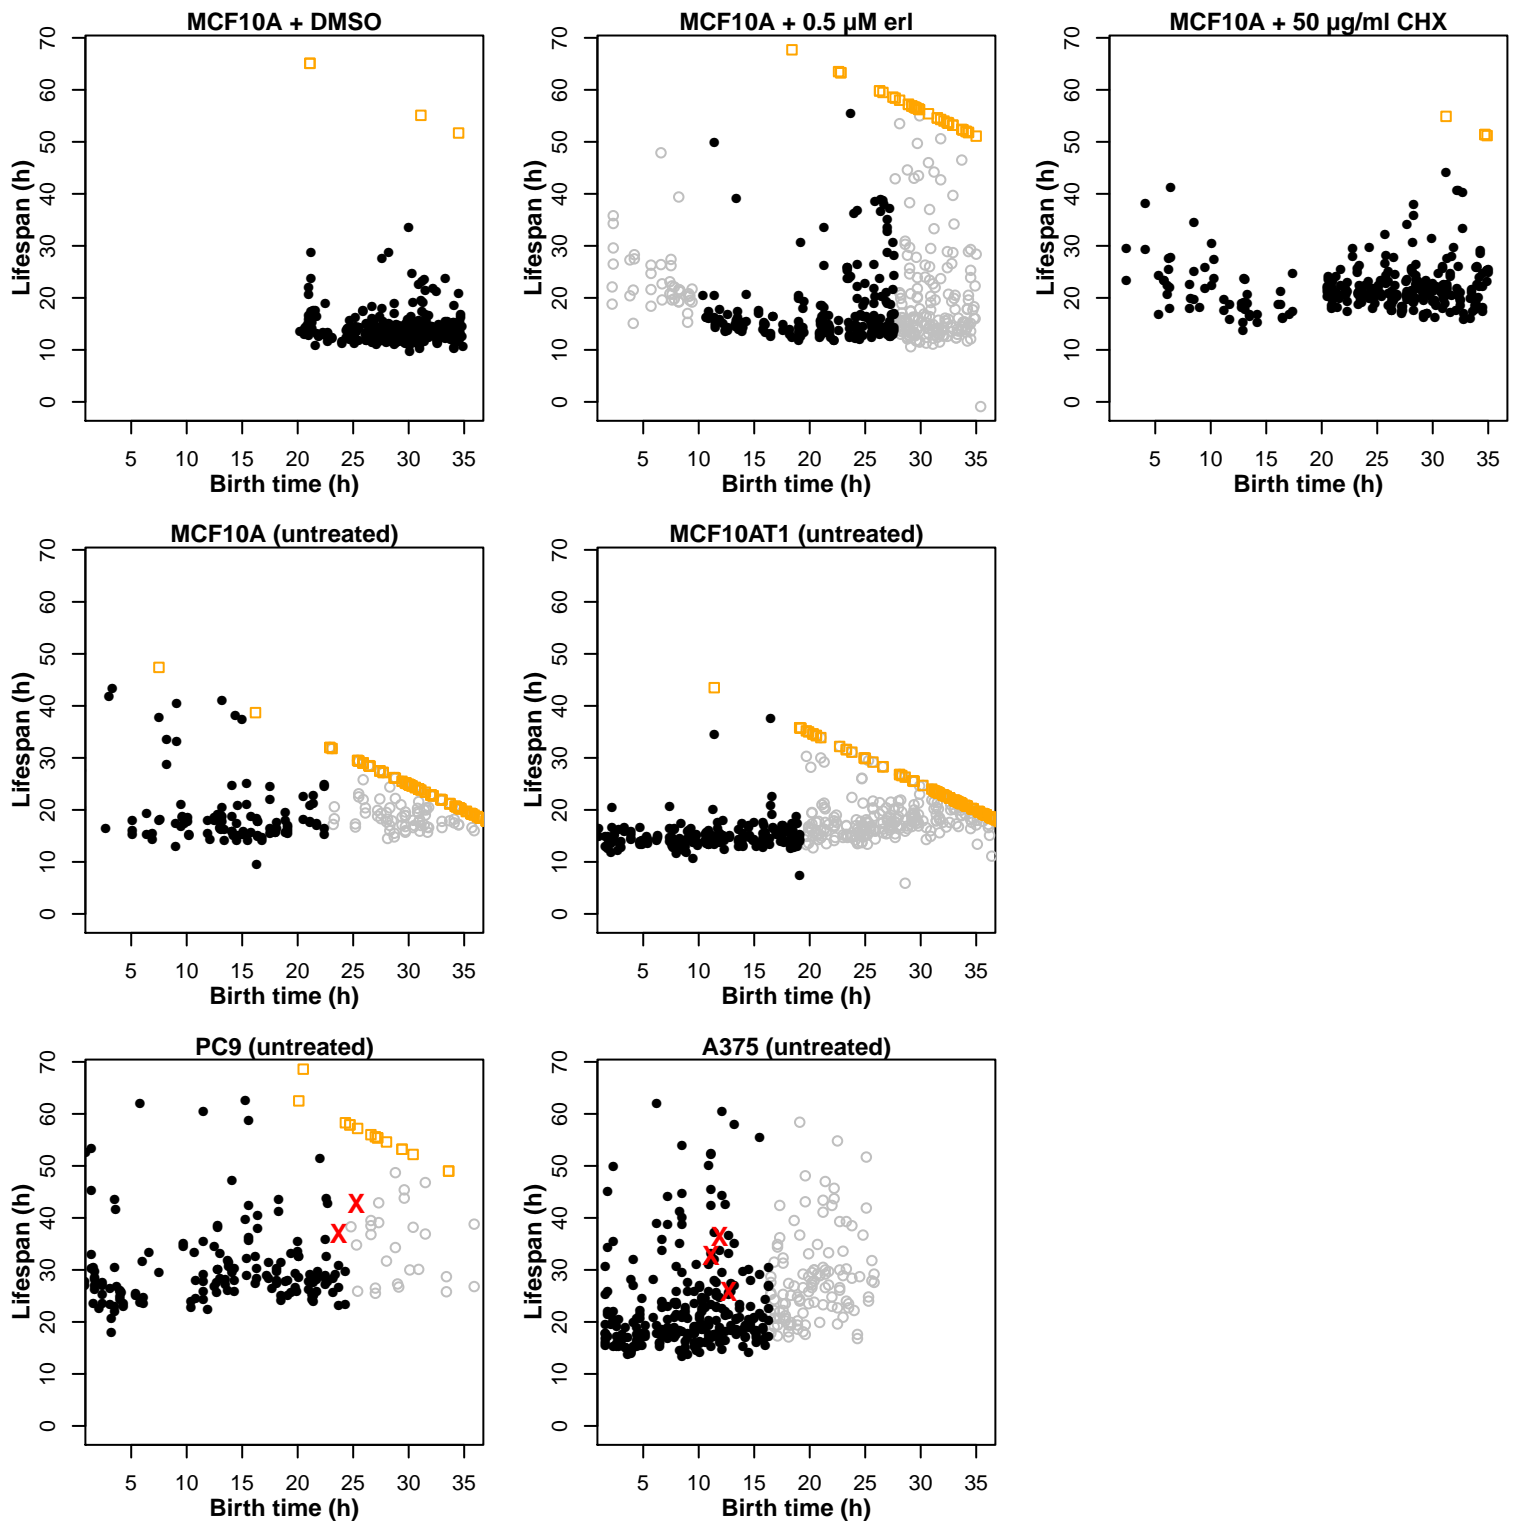 MCF10A + DMSO
MCF10A + 0.5 µM erl
MCF10A + 50 µg/ml CHX
Lifespan (h)
0 10 20 30 40 50 60 70
5 10 15 20 25 30 35
Birth time (h)
Lifespan (h)
0 10 20 30 40 50 60 70
5 10 15 20 25 30 35
Birth time (h)
Lifespan (h)
0 10 20 30 40 50 60 70
5 10 15 20 25 30 35
Birth time (h)
MCF10A (untreated)
MCF10AT1 (untreated)
Lifespan (h)
0 10 20 30 40 50 60 70
5 10 15 20 25 30 35
Birth time (h)
Lifespan (h)
0 10 20 30 40 50 60 70
5 10 15 20 25 30 35
Birth time (h)
PC9 (untreated)
A375 (untreated)
Lifespan (h)
0 10 20 30 40 50 60 70
X
X
5 10 15 20 25 30 35
Birth time (h)
Lifespan (h)
0 10 20 30 40 50 60 70
X
X
X
5 10 15 20 25 30 35
Birth time (h)